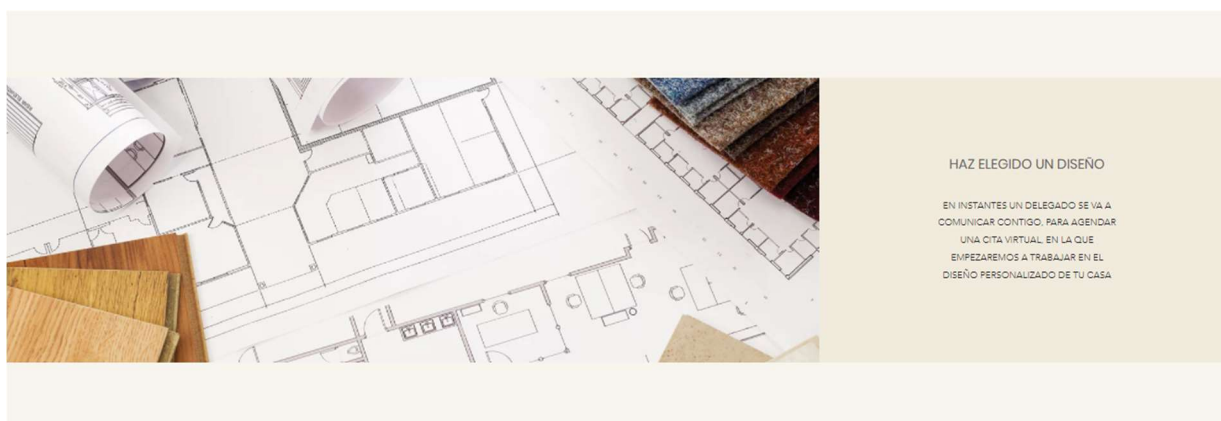 HAZ ELEGIDO UN DISEÑO
EN INSTANTES UN DELEGADO SE VA A
COMUNICAR CONTIGO, PARA AGENDAR
UNA CITA VIRTUAL, EN LA QUE
EMPEZAREMOS A TRABAJAR EN EL
DISEÑO PERSONALIZADO DE TU CASA